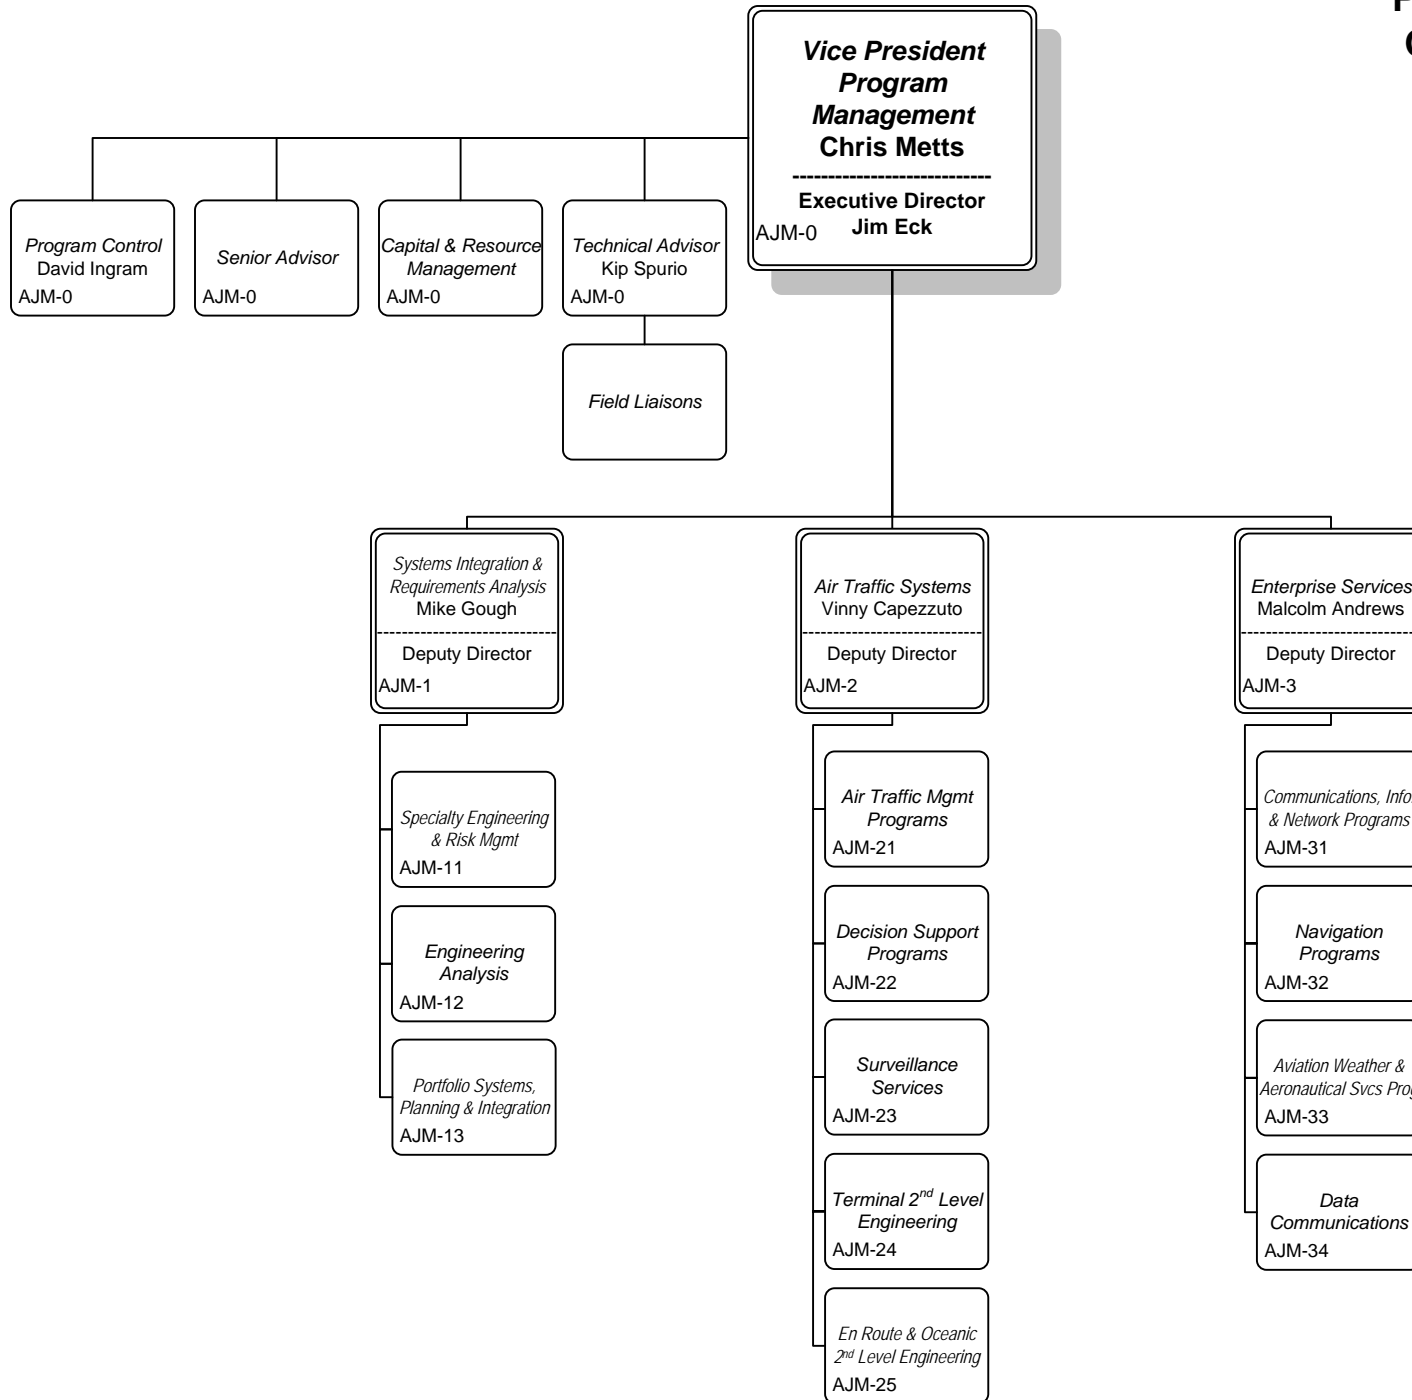 Vice President
Program
Management
Chris Metts
----------------------------
Executive Director
Jim Eck
AJM-0
Program Control
David Ingram
AJM-0
Senior Advisor
AJM-0
Capital & Resource
Management
AJM-0
Technical Advisor
Kip Spurio
AJM-0
Field Liaisons
Systems Integration &
Requirements Analysis
Mike Gough
Deputy Director
AJM-1
Specialty Engineering
& Risk Mgmt
AJM-11
Engineering
Analysis
AJM-12
Portfolio Systems,
Planning & Integration
AJM-13
Air Traffic Systems
Vinny Capezzuto
Deputy Director
AJM-2
Air Traffic Mgmt
Programs
AJM-21
Decision Support
Programs
AJM-22
Surveillance
Services
AJM-23
Terminal 2nd Level
Engineering
AJM-24
En Route & Oceanic
2nd Level Engineering
AJM-25
Enterprise Services
Malcolm Andrews
Deputy Director
AJM-3
Communications,
& Network Programs
AJM-31
Navigation
Programs
AJM-32
Aviation Weather &
Aeronautical Svcs
AJM-33
Data
Communications
AJM-34